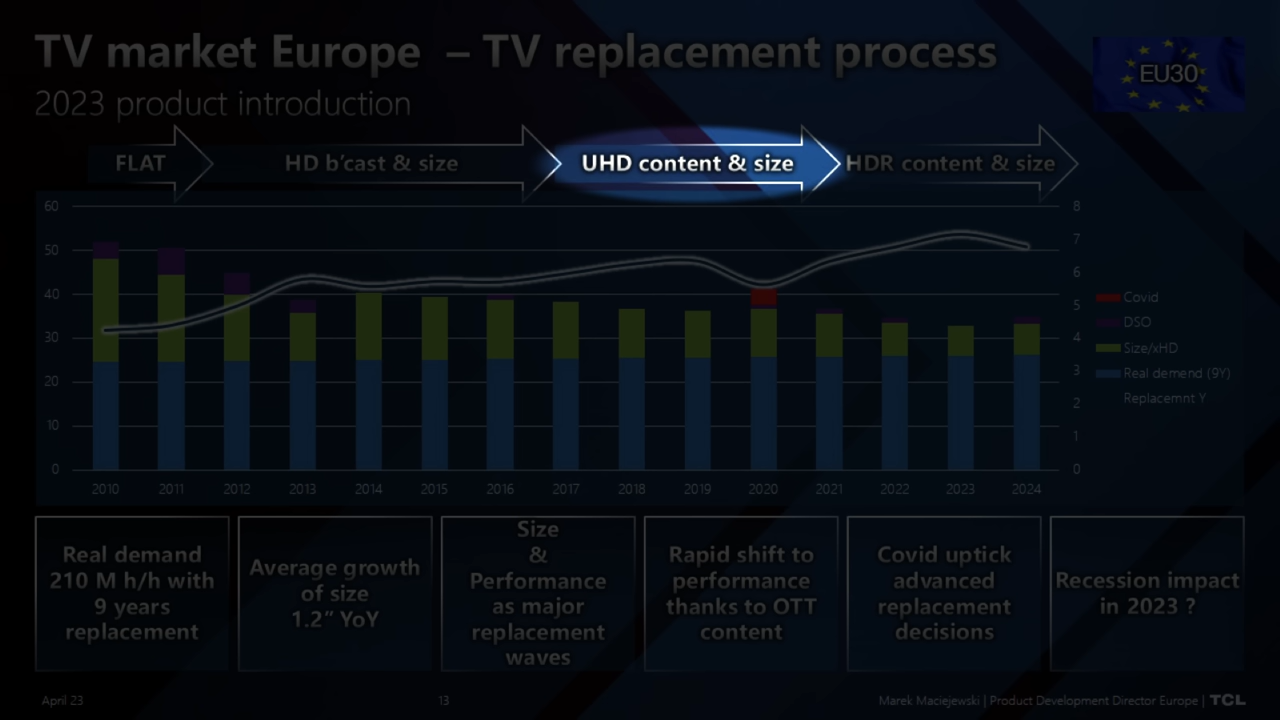 TV market Europe – TV replacement process
2023 product introduction
EU30
FLAT
HD b'cast & size
UHD content & size
HDR content & size
60
50
40
30
20
10
0
8
7
6
5
4
3
2
1
0
2010 2011 2012 2013 2014 2015 2016 2017 2018 2019 2020 2021 2022 2023 2024
Covid
DSO
Size/xHD
Real demend (9Y)
Replacemnt Y
Real demand
210 M h/h with
9 years
replacement
Average growth
of size
1.2” YoY
Size
&
Performance
as major
replacement
waves
Rapid shift to
performance
thanks to OTT
content
Covid uptick
advanced
replacement
decisions
Recession impact
in 2023 ?
April 23
13
Marek Maciejewski | Product Development Director Europe | TCL